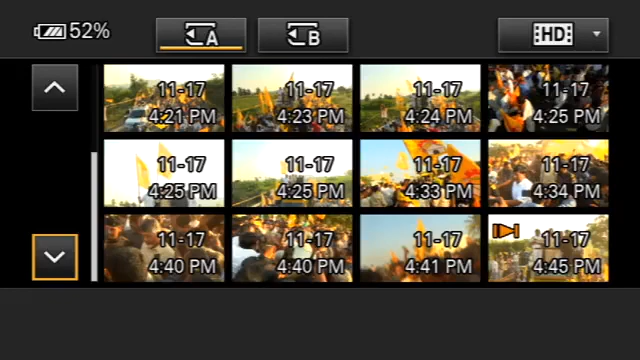 52%
A
B
HD
11-17
4:21 PM
11-17
4:23 PM
11-17
4:24 PM
11-17
4:25 PM
11-17
4:25 PM
11-17
4:25 PM
11-17
4:33 PM
11-17
4:34 PM
11-17
4:40 PM
11-17
4:40 PM
11-17
4:41 PM
11-17
4:45 PM